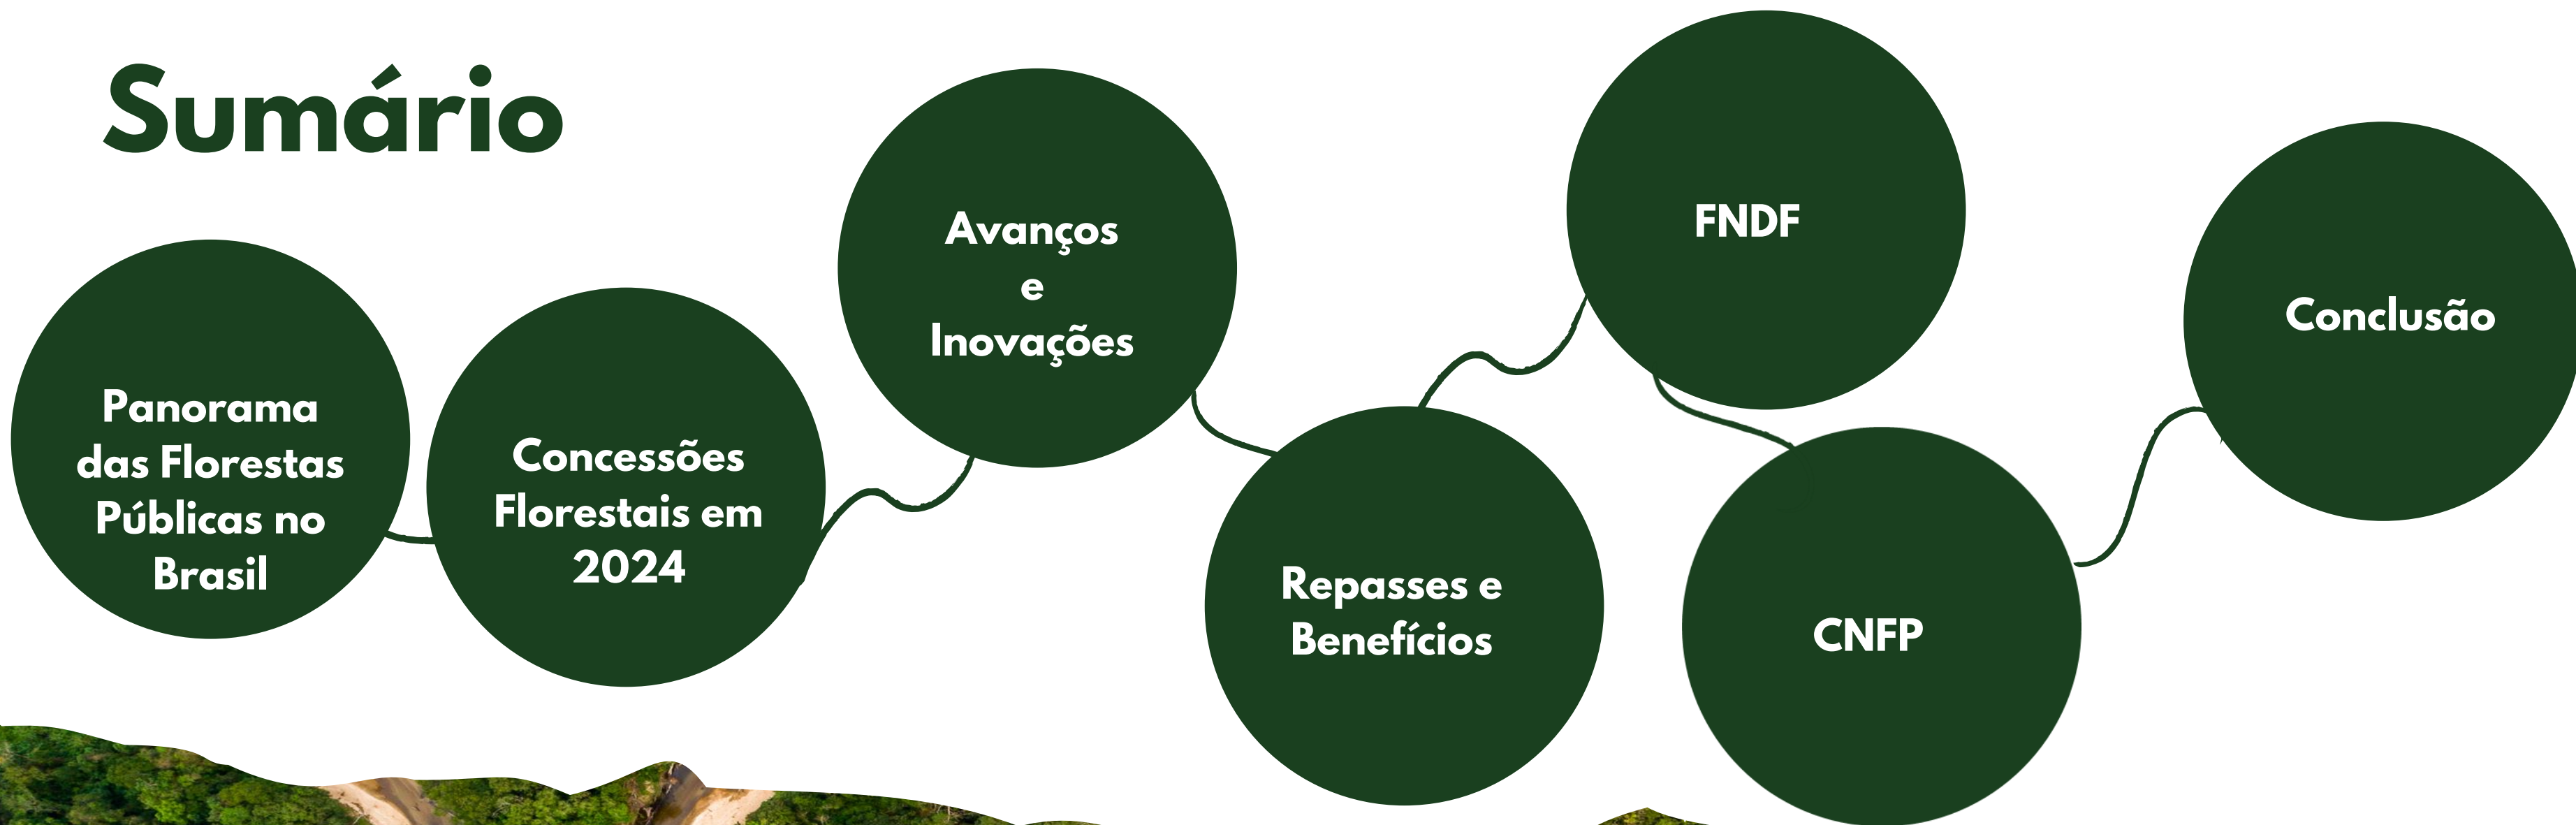 Sumário
Panorama
das Florestas
Públicas no
Brasil
Concessões
Florestais em
2024
Avanços
e
Inovações
Repasses e
Benefícios
FNDF
CNFP
Conclusão